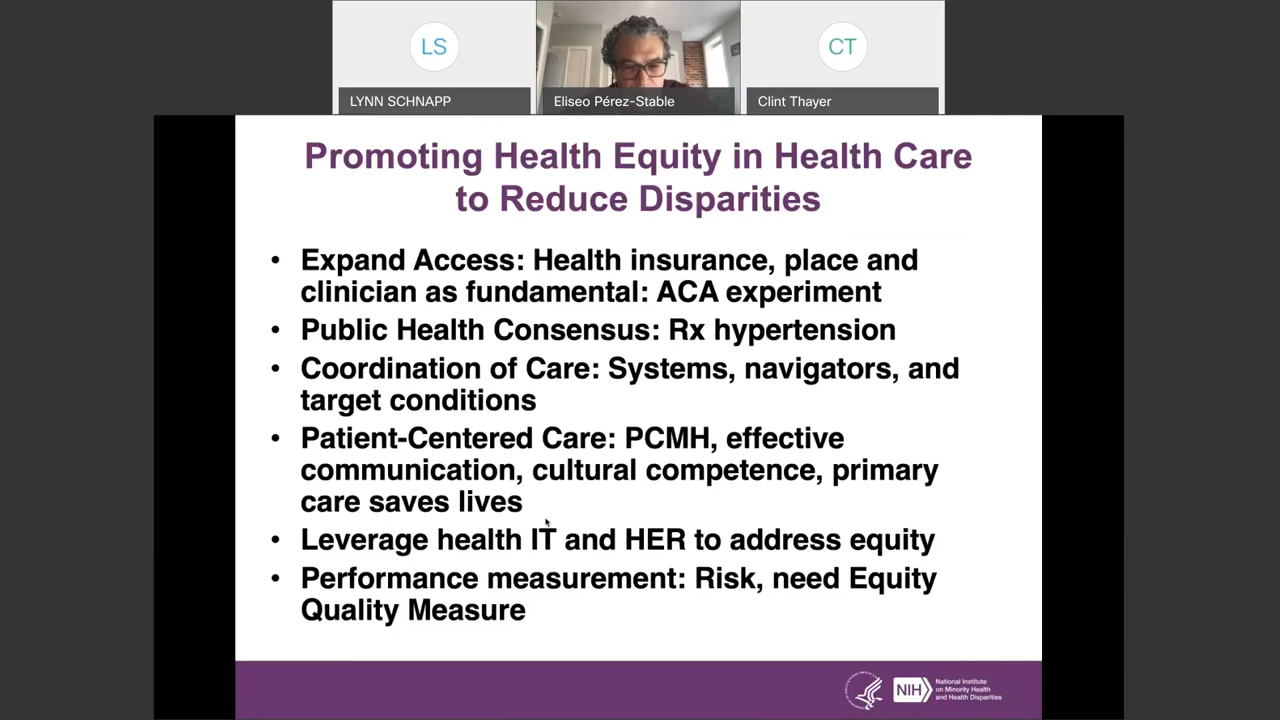 LS
CT
LYNN SCHNAPP
Eliseo Pérez-Stable
Clint Thayer
Promoting Health Equity in Health Care
to Reduce Disparities
• Expand Access: Health insurance, place and
clinician as fundamental: ACA experiment
• Public Health Consensus: Rx hypertension
• Coordination of Care: Systems, navigators, and
target conditions
• Patient-Centered Care: PCMH, effective
communication, cultural competence, primary
care saves lives
• Leverage health IT and HER to address equity
• Performance measurement: Risk, need Equity
Quality Measure
NIH
National Institute
on Minority Health
and Health Disparities